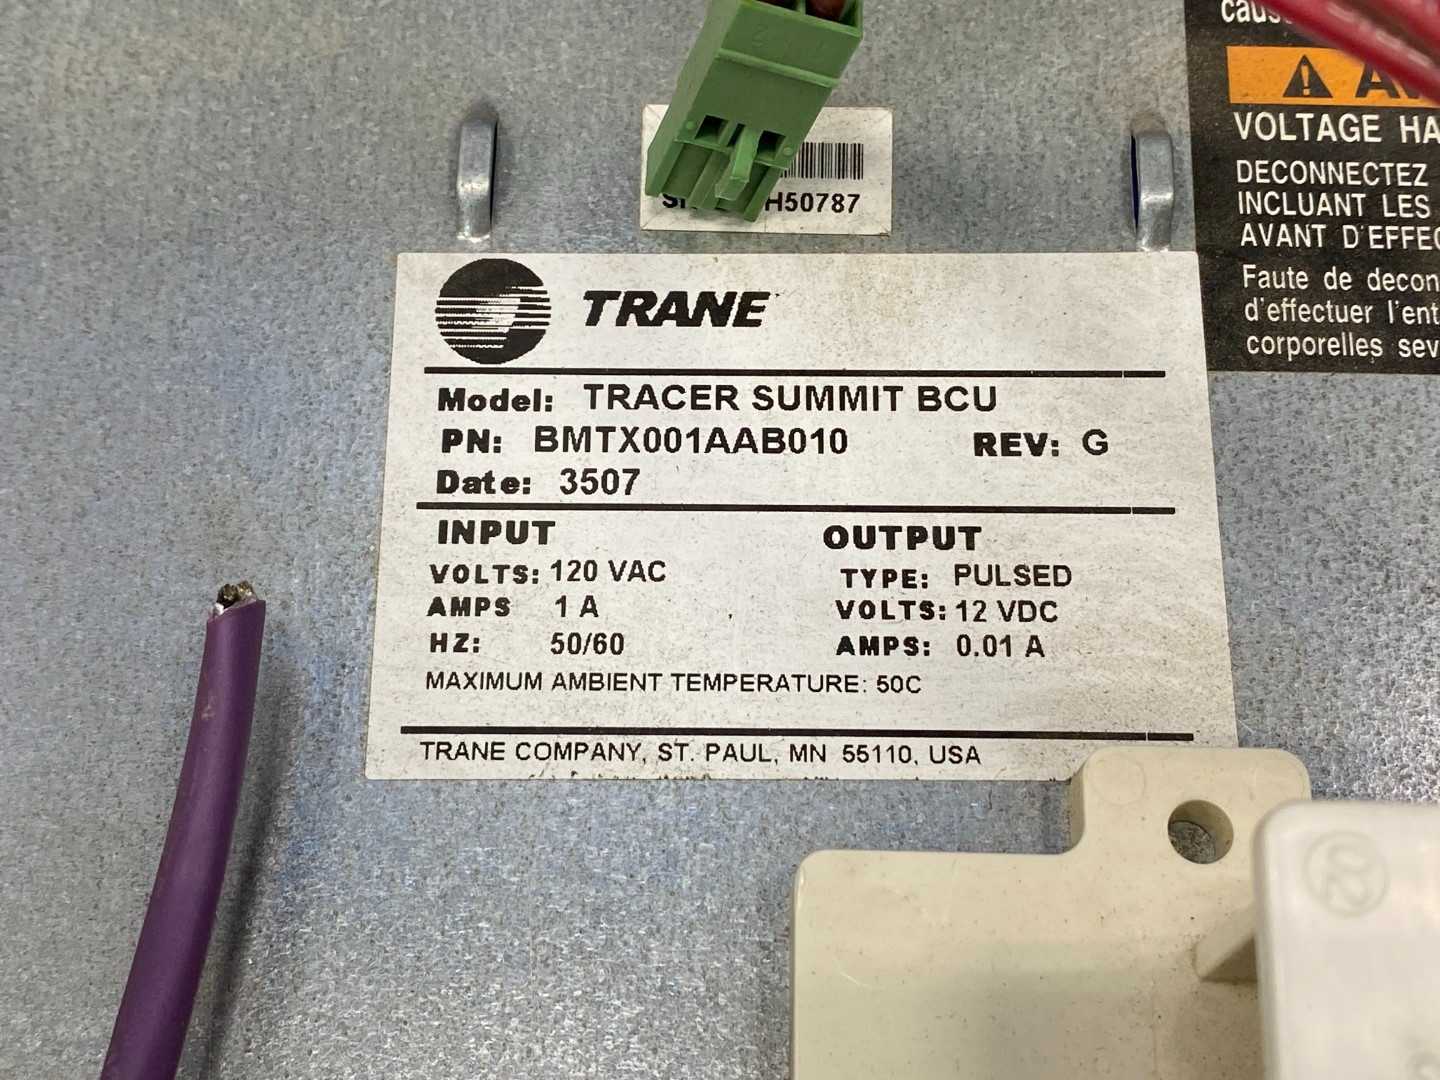 VOLTAGE HA
DECONNECTEZ
INCLUANT LES
AVANT D'EFFEC
Faute de decon
d'effectuer l'ent
corporelles sev
H50787
TRANE
Model: TRACER SUMMIT BCU
PN: BMTX001AAB010 REV: G
Date: 3507
INPUT OUTPUT
VOLTS: 120 VAC TYPE: PULSED
AMPS 1 A VOLTS: 12 VDC
HZ: 50/60 AMPS: 0.01 A
MAXIMUM AMBIENT TEMPERATURE: 50C
TRANE COMPANY, ST. PAUL, MN 55110, USA